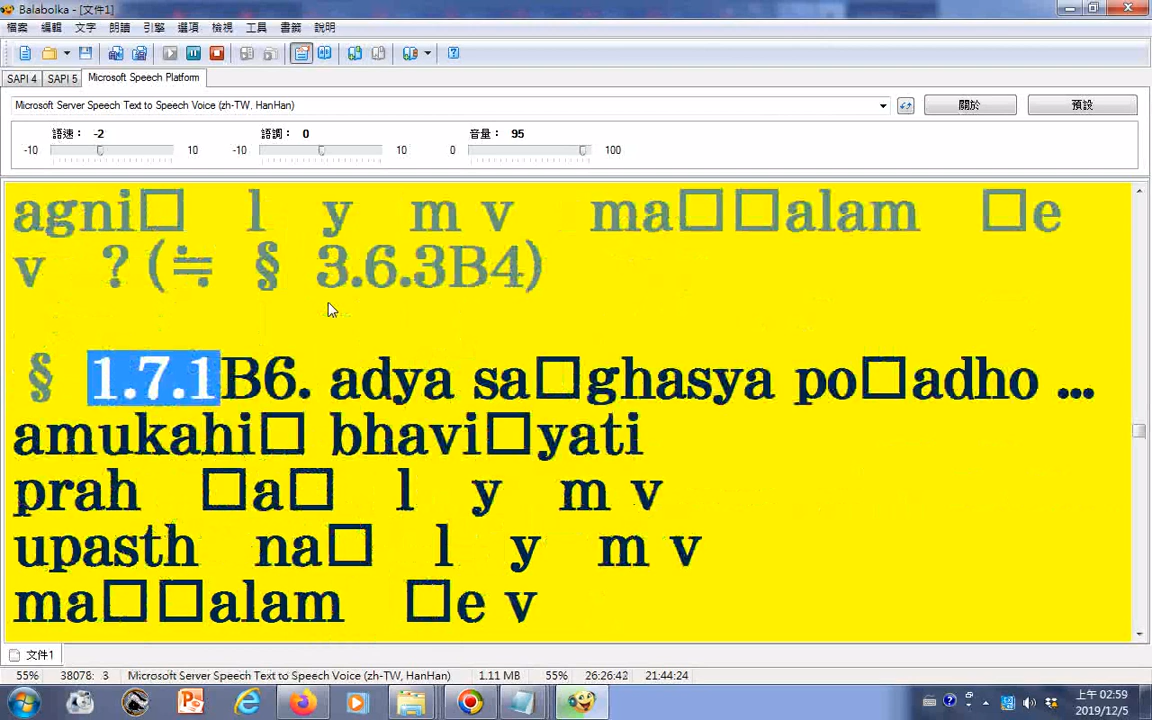 Balabolka - [文件1]
檔案 編輯 文字 朗讀 引擎 選項 檢視 工具 書籤 說明
SAPI 4 SAPI 5 Microsoft Speech Platform
Microsoft Server Speech Text to Speech Voice (zh-TW, HanHan) 關於 預設
語速： -2 語調： 0 音量： 95
-10 10 -10 10 0 100
agni□ l y m v ma□□alam □e
v ?(≒ § 3.6.3B4)
§ 1.7.1B6. adya sa□ghasya po□adho ...
amukahi□ bhavi□yati
prah □a□ l y m v
upasth na□ l y m v
ma□□alam □e v
文件1
55% 38078: 3 Microsoft Server Speech Text to Speech Voice (zh-TW, HanHan) 1.11 MB 55% 26:26:42 21:44:24
上午 02:59
2019/12/5